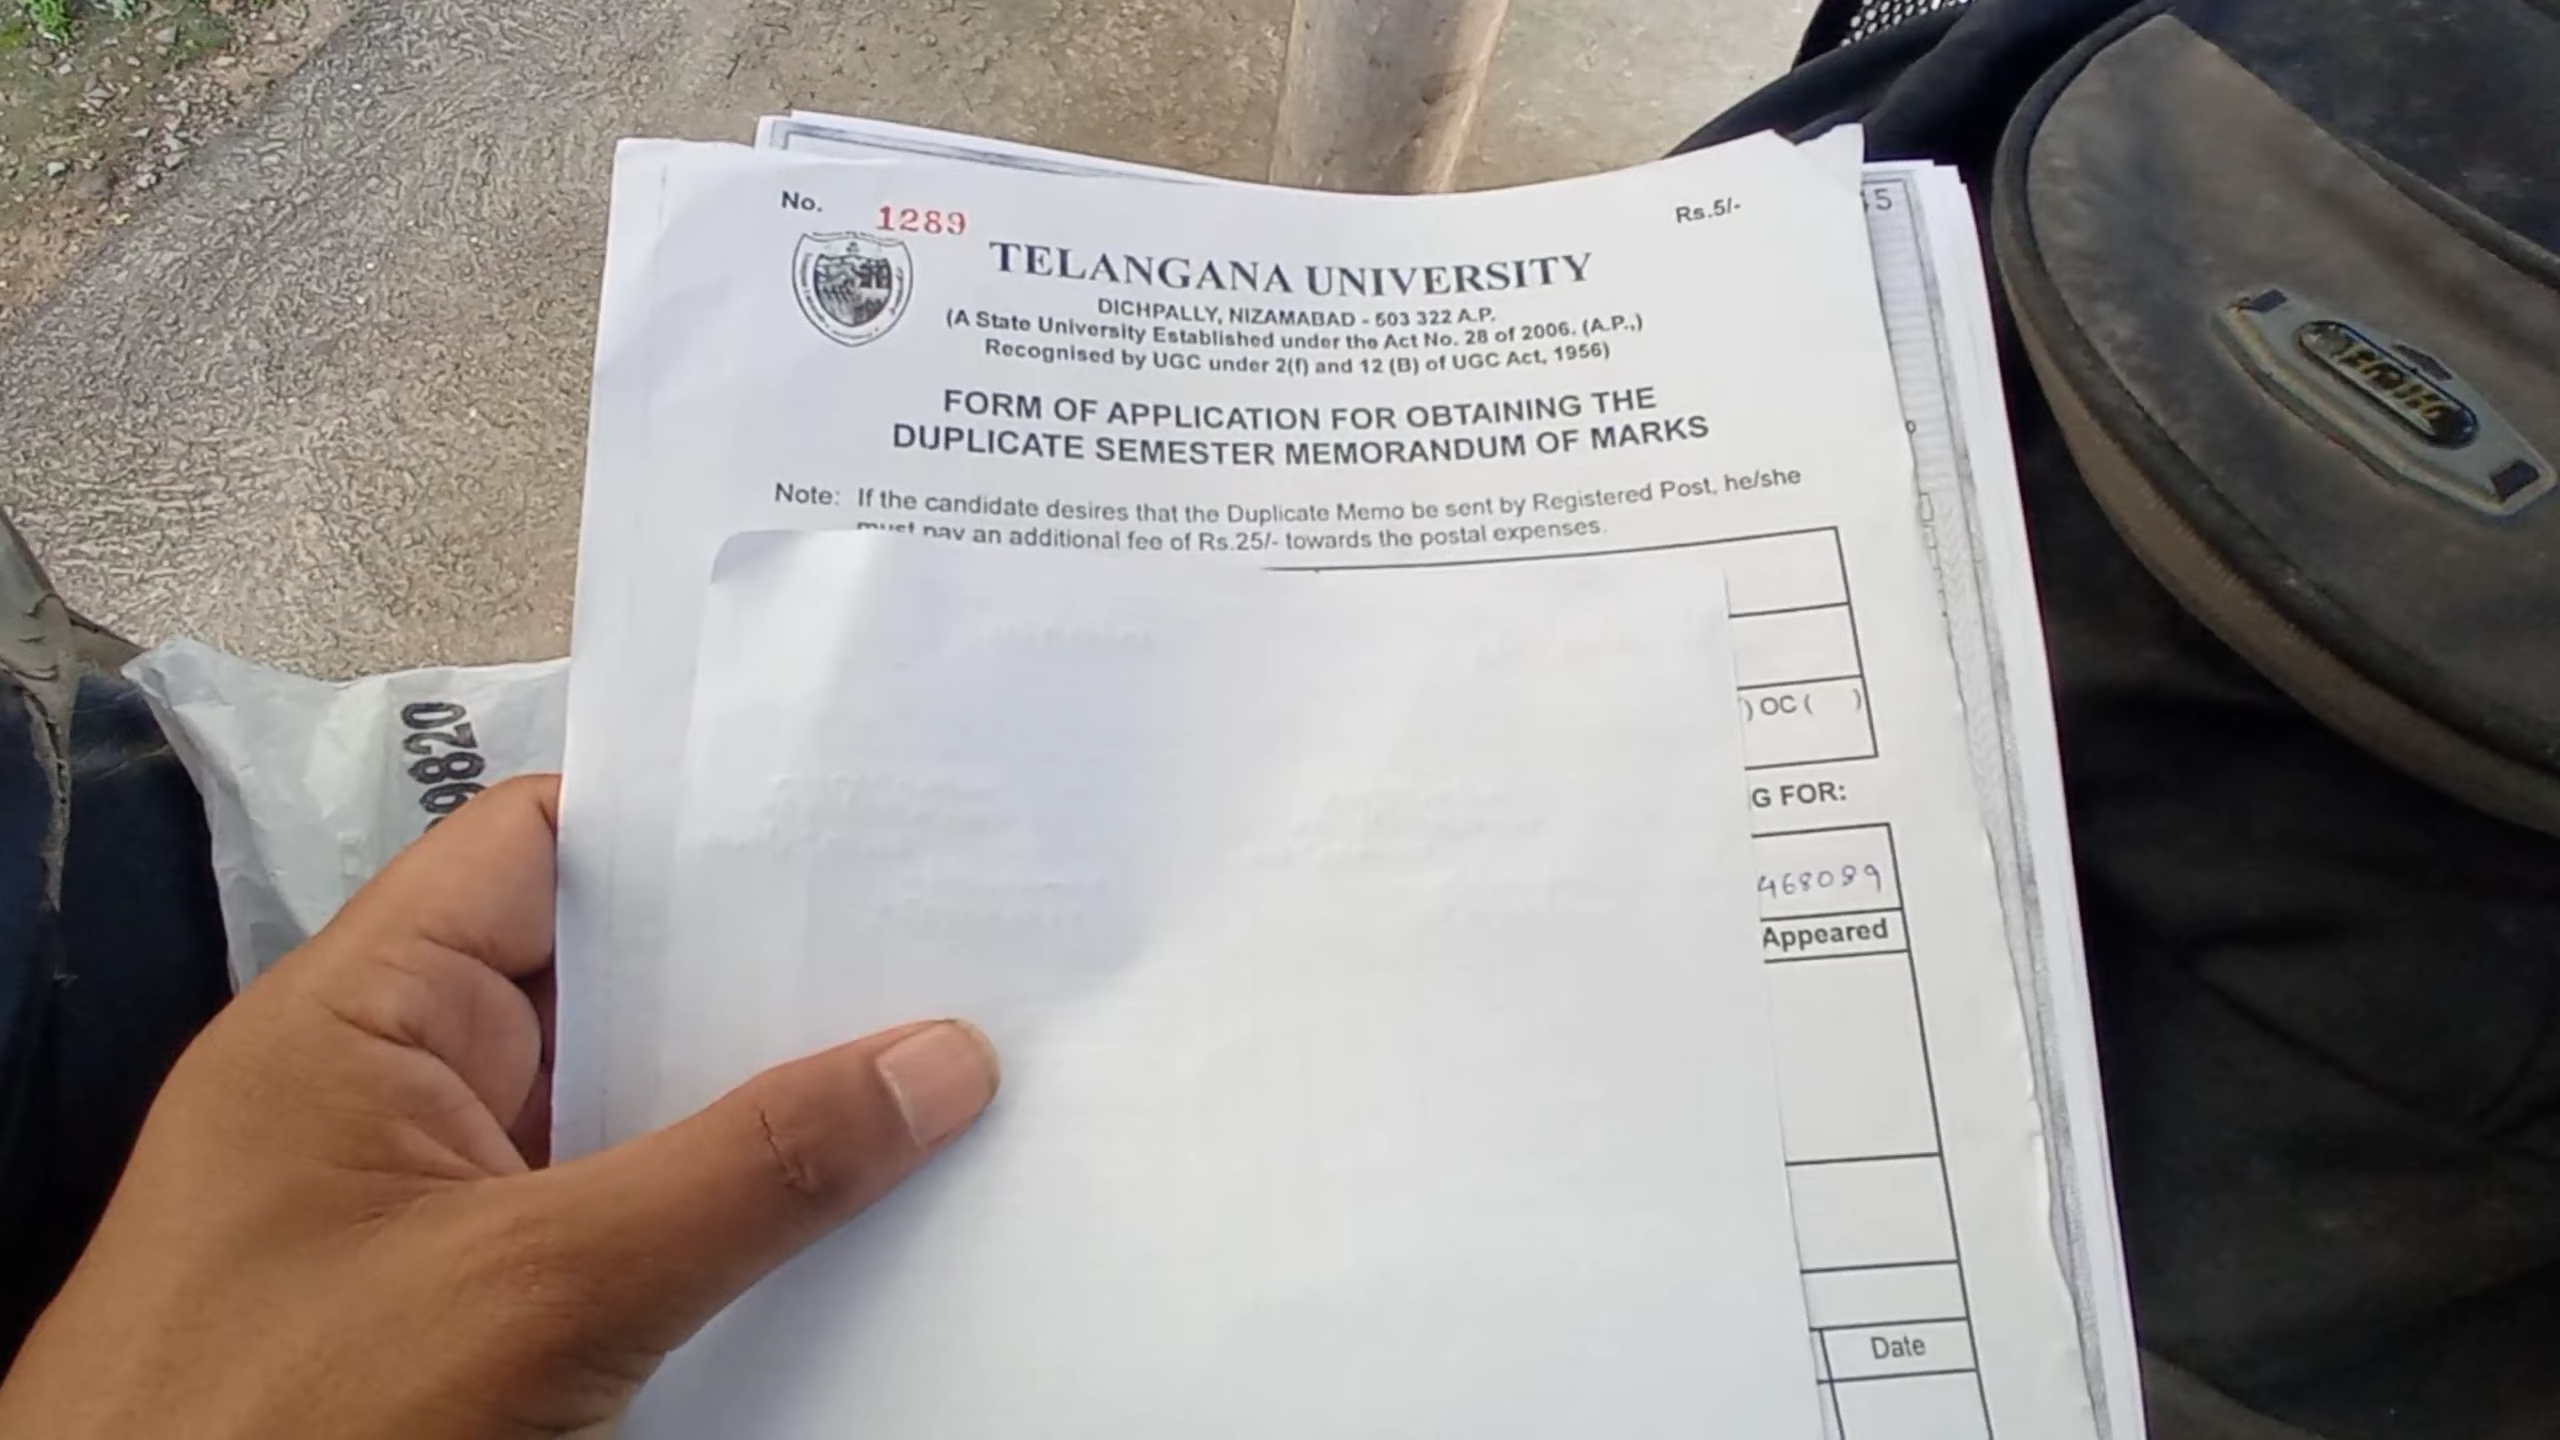 No. 1289
Rs.5/-
TELANGANA UNIVERSITY
DICHPALLY, NIZAMABAD - 503 322 A.P.
(A State University Established under the Act No. 28 of 2006. (A.P.,)
Recognised by UGC under 2(f) and 12 (B) of UGC Act, 1956)
FORM OF APPLICATION FOR OBTAINING THE
DUPLICATE SEMESTER MEMORANDUM OF MARKS
Note: If the candidate desires that the Duplicate Memo be sent by Registered Post, he/she
must pay an additional fee of Rs.25/- towards the postal expenses.
) OC ( )
G FOR:
468089
Appeared
Date
5
9820